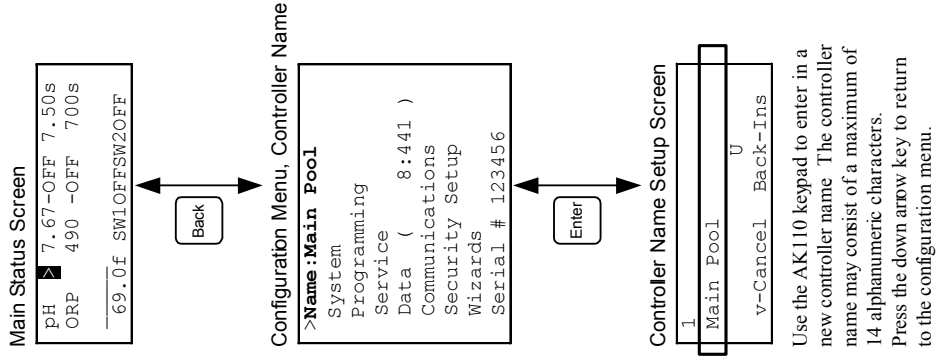 Main Status Screen
pH > 7.67-OFF 7.50s
ORP 490 -OFF 700s
69.0f SW1OFFSW2OFF
Back
Configuration Menu, Controller Name
>Name:Main Pool
System
Programming
Service
Data ( 8:441 )
Communications
Security Setup
Wizards
Serial # 123456
Enter
Controller Name Setup Screen
1
Main Pool
U
v-Cancel Back-Ins
Use the AK110 keypad to enter in a
new controller name The controller
name may consist of a maximum of
14 alphanumeric characters.
Press the down arrow key to return
to the configuration menu.